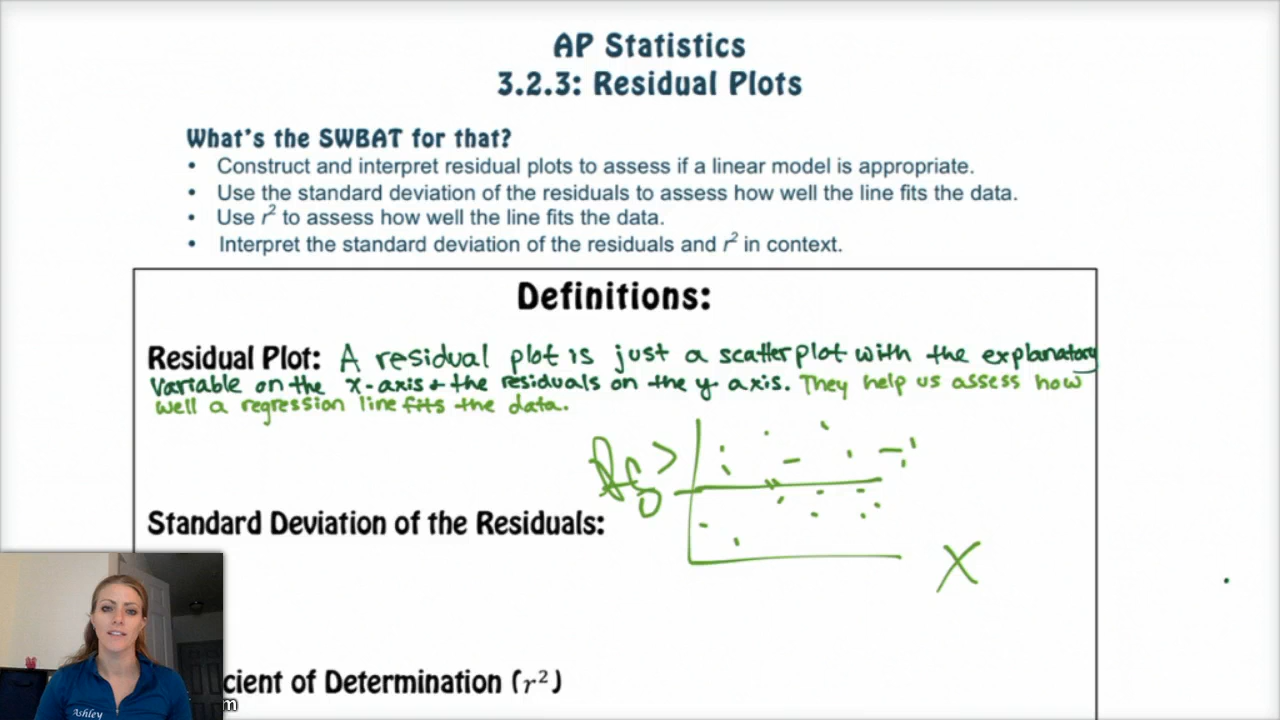 AP Statistics
3.2.3: Residual Plots
What's the SWBAT for that?
• Construct and interpret residual plots to assess if a linear model is appropriate.
• Use the standard deviation of the residuals to assess how well the line fits the data.
• Use r² to assess how well the line fits the data.
• Interpret the standard deviation of the residuals and r² in context.
Definitions:
Residual Plot: A residual plot is just a scatterplot with the explanatory
variable on the x-axis + the residuals on the y axis. They help us assess how
well a regression line fits the data.
0
Standard Deviation of the Residuals:
X
cient of Determination (r²)
m
Ashley